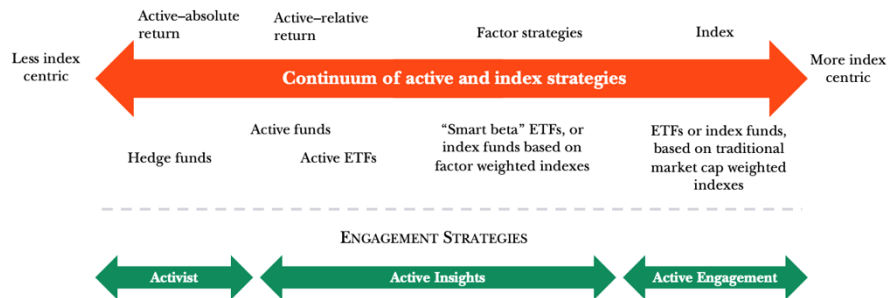 Active–absolute
return
Active–relative
return
Factor strategies
Index
Less index
centric
Continuum of active and index strategies
More index
centric
Active funds
Hedge funds
Active ETFs
“Smart beta” ETFs, or
index funds based on
factor weighted indexes
ETFs or index funds,
based on traditional
market cap weighted
indexes
ENGAGEMENT STRATEGIES
Activist
Active Insights
Active Engagement